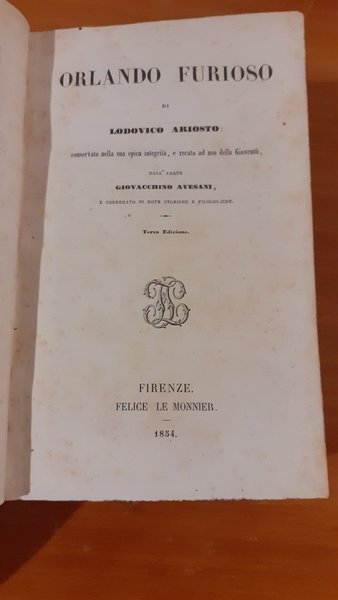 ORLANDO FURIOSO
DI
LODOVICO ARIOSTO:
conservato nella sua epica integrità, e recato ad uso della Gioventù,
DALL' ABATE
GIOVACCHINO AVESANI,
E CORREDATO DI NOTE STORICHE E FILOLOGICHE.
Terza Edizione.
FIRENZE.
FELICE LE MONNIER.
1854.